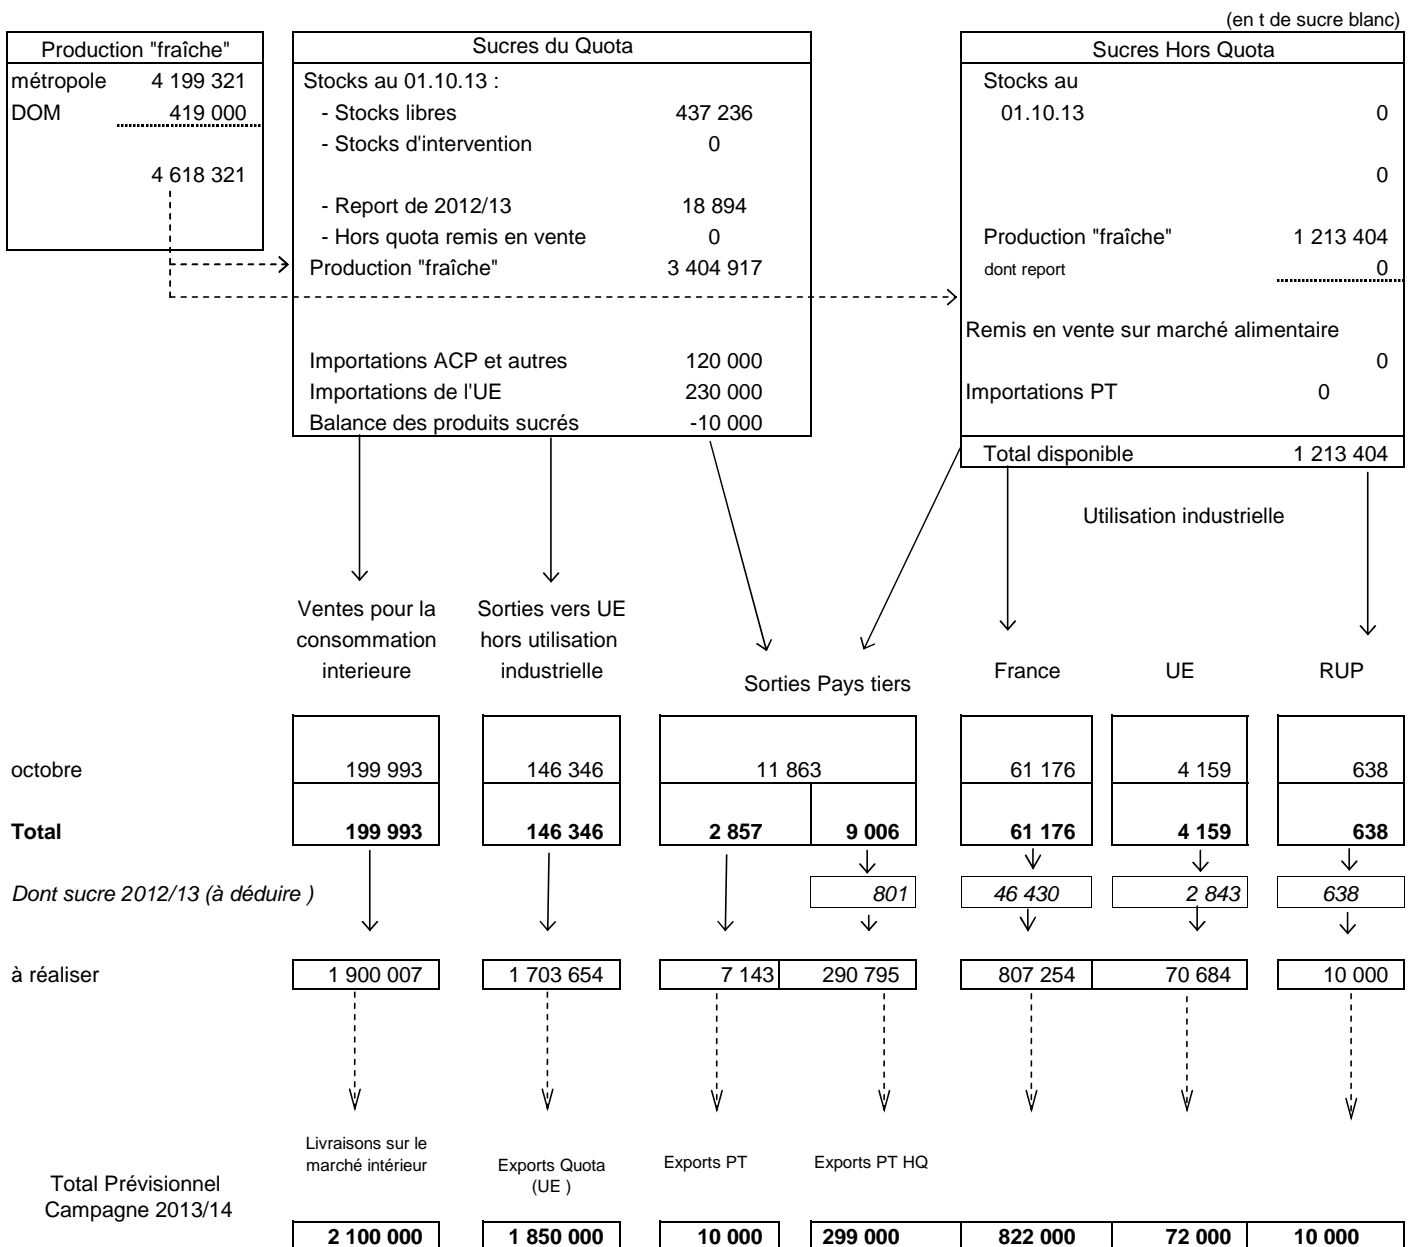 (en t de sucre blanc)
Production "fraîche"
métropole 4 199 321
DOM 419 000
4 618 321
Sucres du Quota
Stocks au 01.10.13 :
- Stocks libres 437 236
- Stocks d'intervention 0
- Report de 2012/13 18 894
- Hors quota remis en vente 0
Production "fraîche" 3 404 917
Importations ACP et autres 120 000
Importations de l'UE 230 000
Balance des produits sucrés -10 000
Sucres Hors Quota
Stocks au
01.10.13 0
0
Production "fraîche" 1 213 404
dont report 0
Remis en vente sur marché alimentaire
0
Importations PT 0
Total disponible 1 213 404
Utilisation industrielle
Ventes pour la
consommation
interieure
Sorties vers UE
hors utilisation
industrielle
Sorties Pays tiers
France UE RUP
octobre 199 993 146 346 11 863 61 176 4 159 638
Total 199 993 146 346 2 857 9 006 61 176 4 159 638
Dont sucre 2012/13 (à déduire ) 801 46 430 2 843 638
à réaliser 1 900 007 1 703 654 7 143 290 795 807 254 70 684 10 000
Livraisons sur le
marché intérieur
Exports Quota
(UE )
Exports PT
Exports PT HQ
Total Prévisionnel
Campagne 2013/14
2 100 000 1 850 000 10 000 299 000 822 000 72 000 10 000